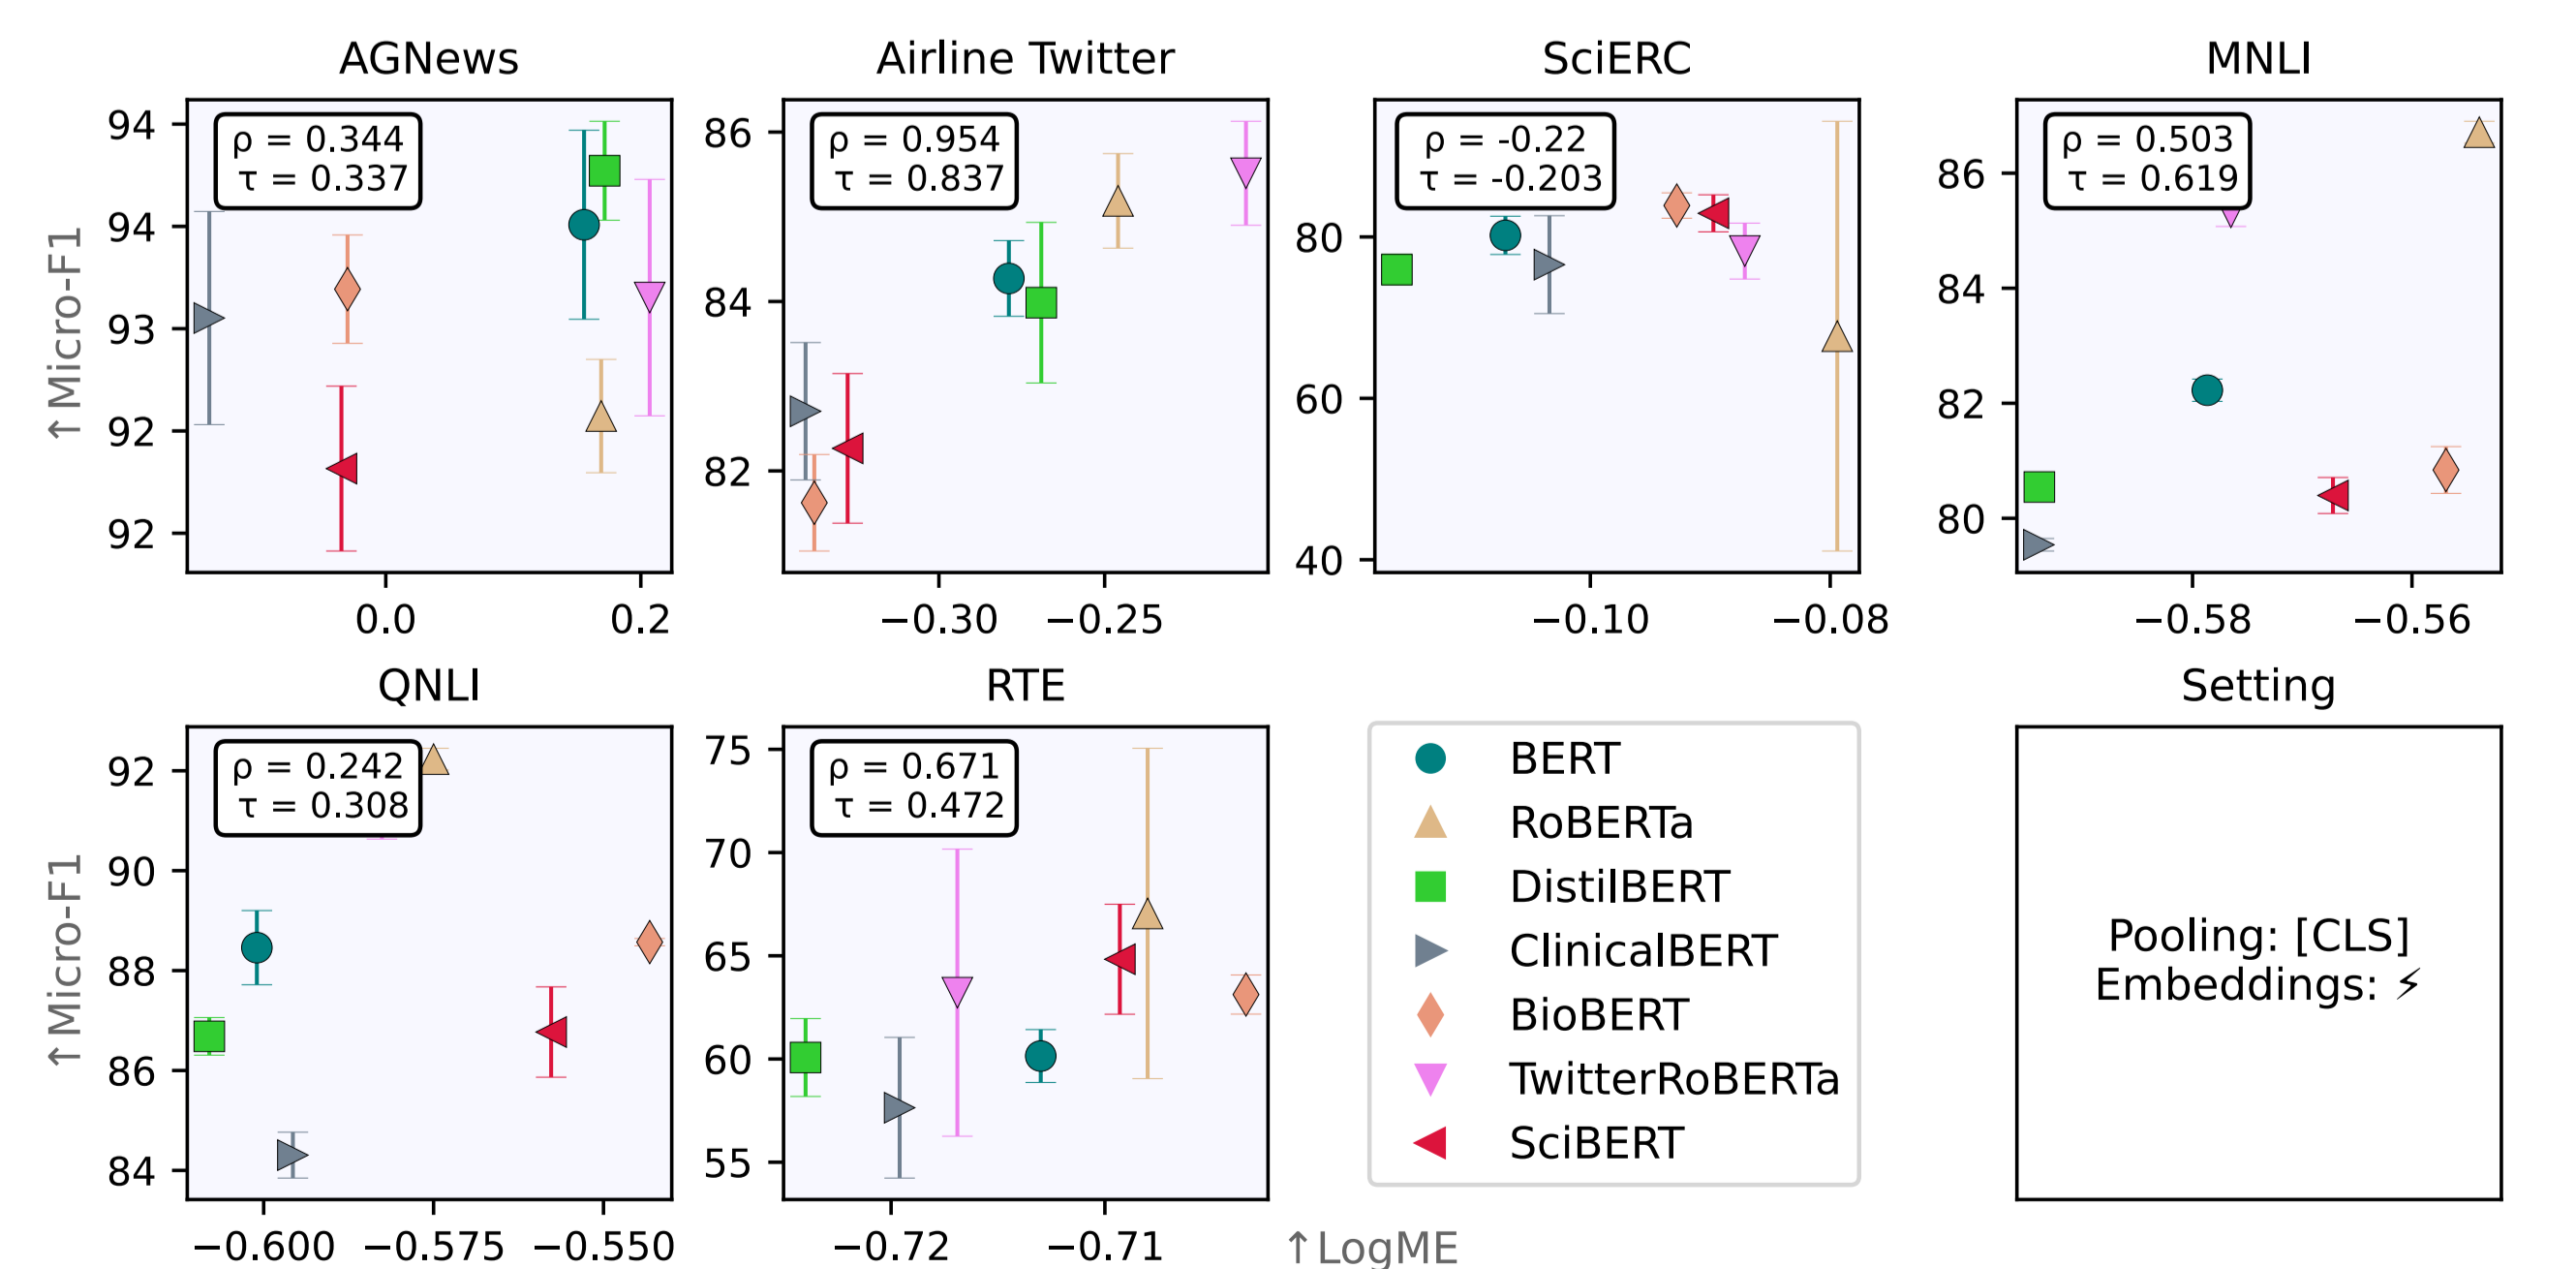 AGNews
Airline Twitter
SciERC
MNLI
↑Micro-F1
94
94
93
92
92
ρ = 0.344
τ = 0.337
0.0
0.2
86
84
82
ρ = 0.954
τ = 0.837
−0.30
−0.25
80
60
40
ρ = -0.22
τ = -0.203
−0.10
−0.08
86
84
82
80
ρ = 0.503
τ = 0.619
−0.58
−0.56
QNLI
RTE
Setting
↑Micro-F1
92
90
88
86
84
ρ = 0.242
τ = 0.308
−0.600
−0.575
−0.550
75
70
65
60
55
ρ = 0.671
τ = 0.472
−0.72
−0.71
↑LogME
BERT
RoBERTa
DistilBERT
ClinicalBERT
BioBERT
TwitterRoBERTa
SciBERT
Pooling: [CLS]
Embeddings: ⚡